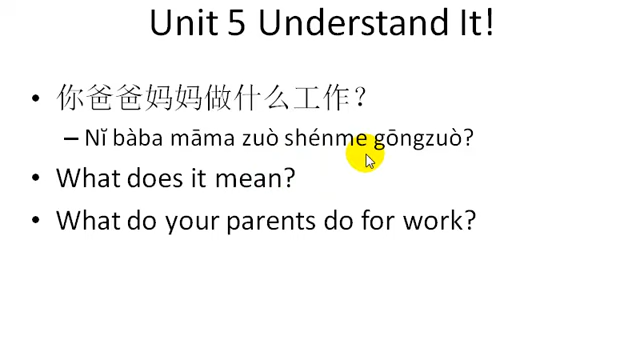 Unit 5 Understand It!
• 你爸爸妈妈做什么工作？
– Nĭ bàba māma zuò shénme gōngzuò?
• What does it mean?
• What do your parents do for work?